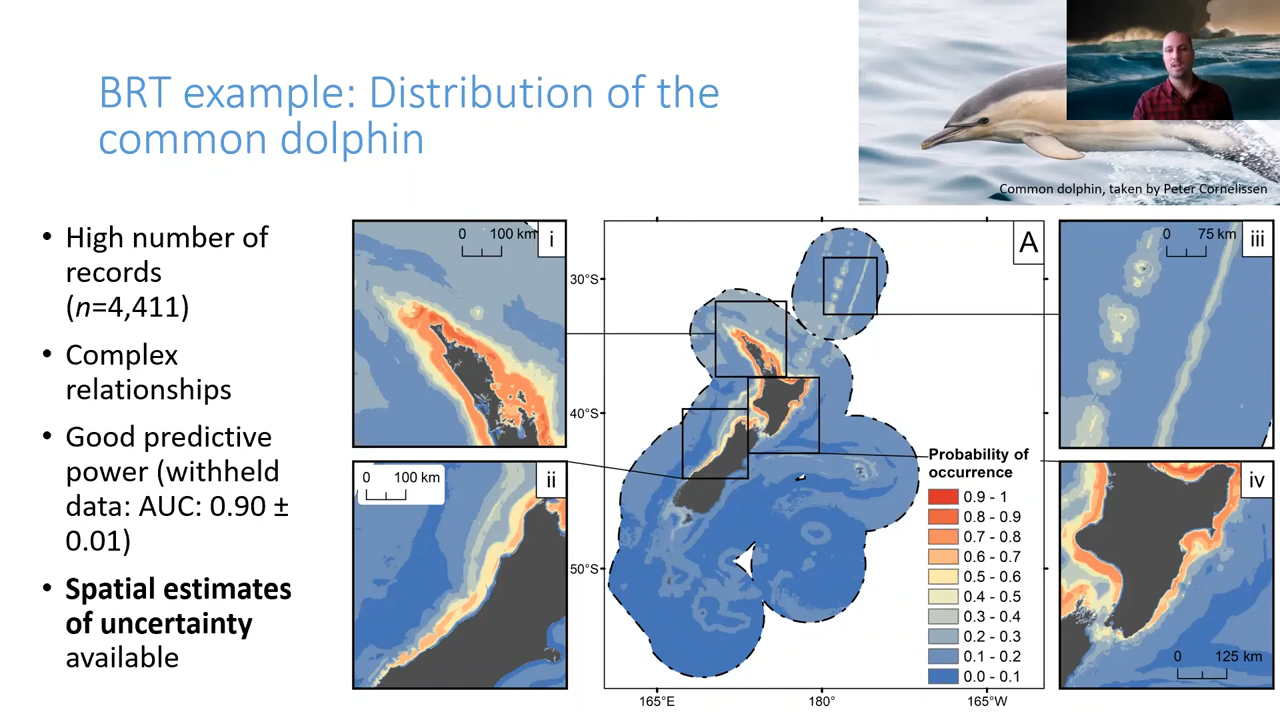 BRT example: Distribution of the
common dolphin
Common dolphin, taken by Peter Cornelissen
• High number of
records
(n=4,411)
• Complex
relationships
• Good predictive
power (withheld
data: AUC: 0.90 ±
0.01)
• Spatial estimates
of uncertainty
available
0 100 km
i
0 100 km
ii
A
30°S
40°S
50°S
165°E 180° 165°W
Probability of
occurrence
0.9 - 1
0.8 - 0.9
0.7 - 0.8
0.6 - 0.7
0.5 - 0.6
0.4 - 0.5
0.3 - 0.4
0.2 - 0.3
0.1 - 0.2
0.0 - 0.1
0 75 km
iii
iv
0 125 km